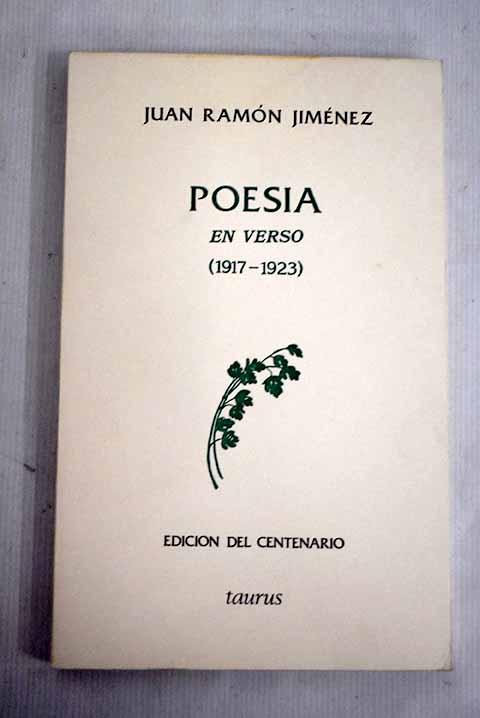 JUAN RAMÓN JIMÉNEZ
POESIA
EN VERSO
(1917-1923)
EDICION DEL CENTENARIO
taurus